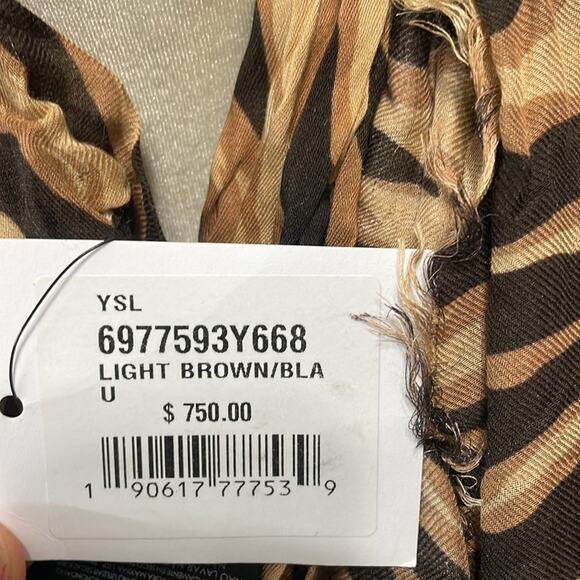 YSL
6977593Y668
LIGHT BROWN/BLA
U
$ 750.00
1 90617 77753 9